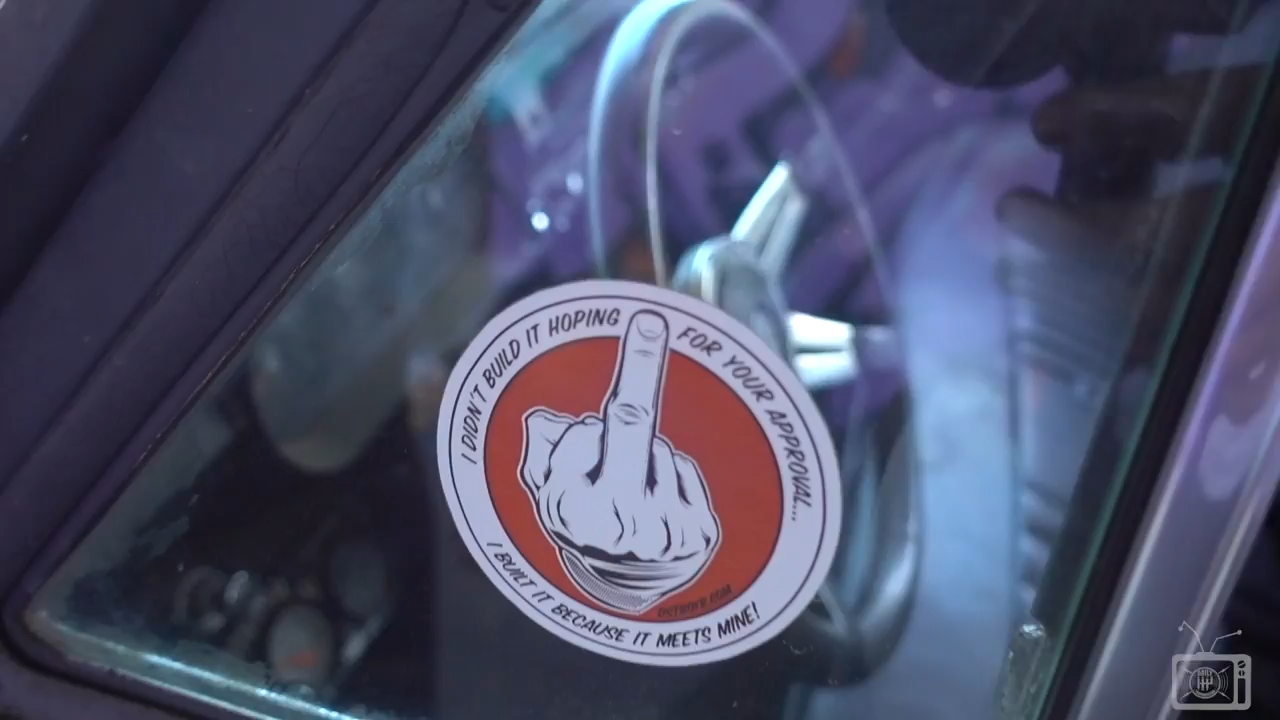 I DIDN'T BUILD IT HOPING
FOR YOUR APPROVAL...
I BUILT IT BECAUSE IT MEETS MINE!